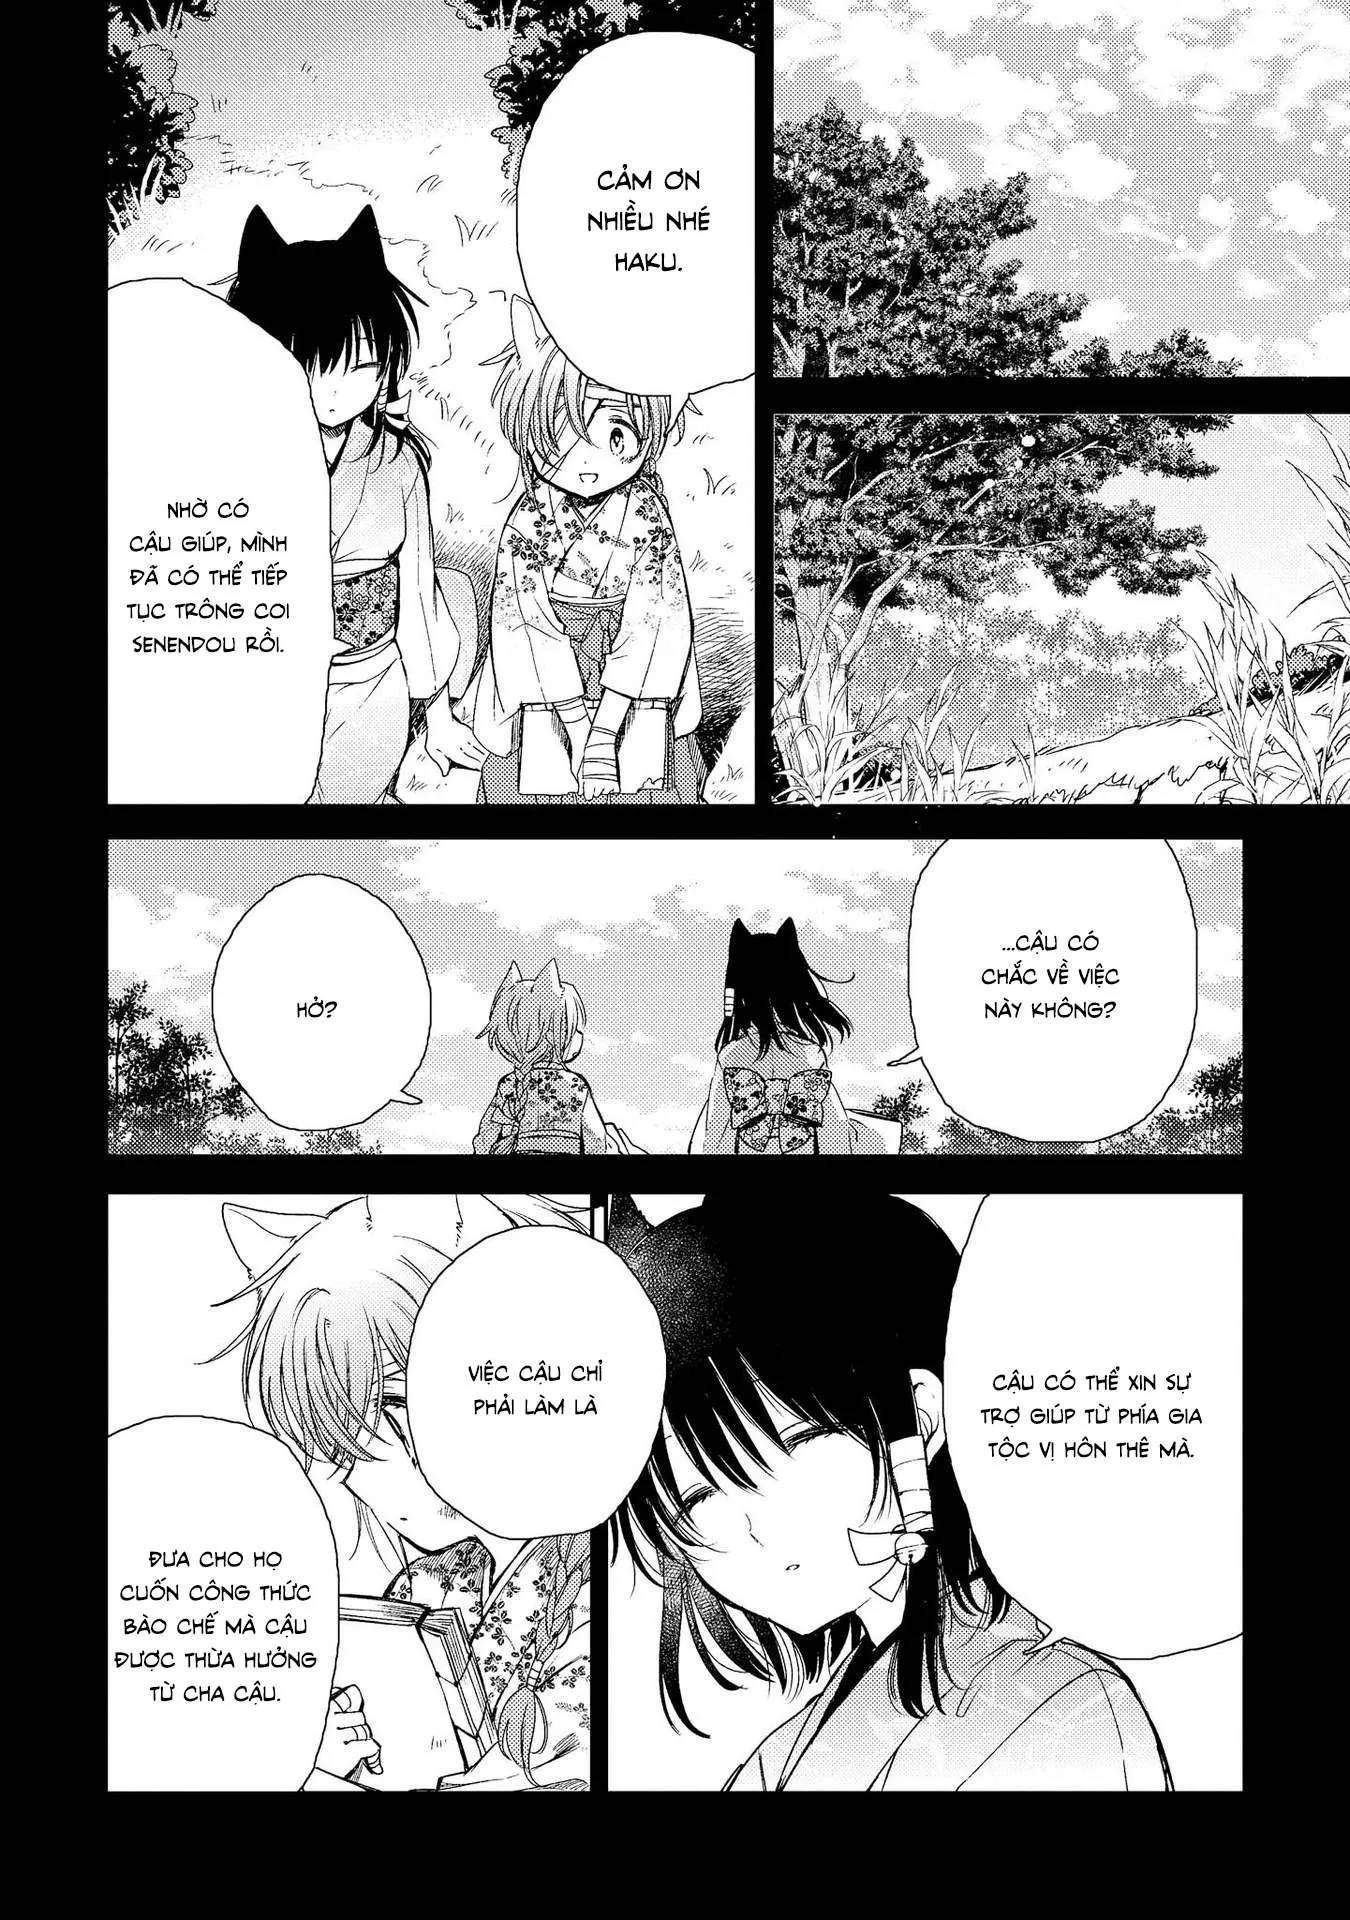 CẢM ƠN
NHIỀU NHÉ
HAKU.
NHỜ CÓ
CẬU GIÚP, MÌNH
ĐÃ CÓ THỂ TIẾP
TỤC TRÔNG COI
SENENDOU RỒI.
...CẬU CÓ
CHẮC VỀ VIỆC
NÀY KHÔNG?
HỞ?
CẬU CÓ THỂ XIN SỰ
TRỢ GIÚP TỪ PHÍA GIA
TỘC VỊ HÔN THÊ MÀ.
VIỆC CẬU CHỈ
PHẢI LÀM LÀ
ĐƯA CHO HỌ
CUỐN CÔNG THỨC
BÀO CHẾ MÀ CẬU
ĐƯỢC THỪA HƯỞNG
TỪ CHA CẬU.